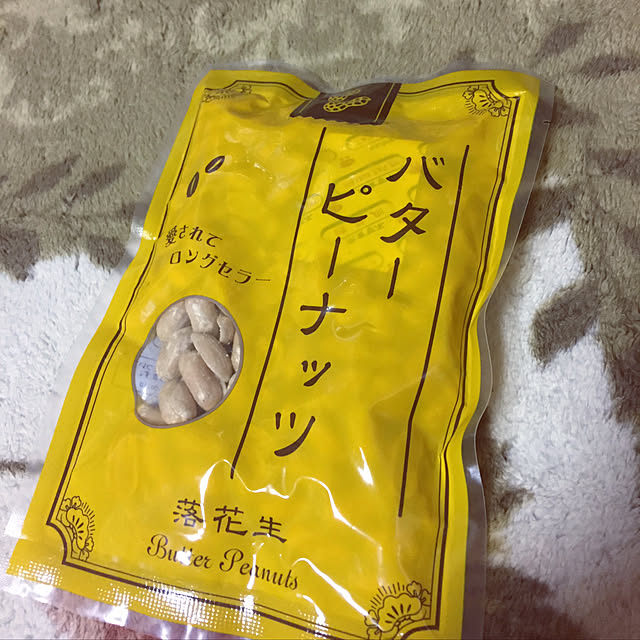 バター
ピーナッツ
愛されて
ロングセラー
落花生
Butter Peanuts